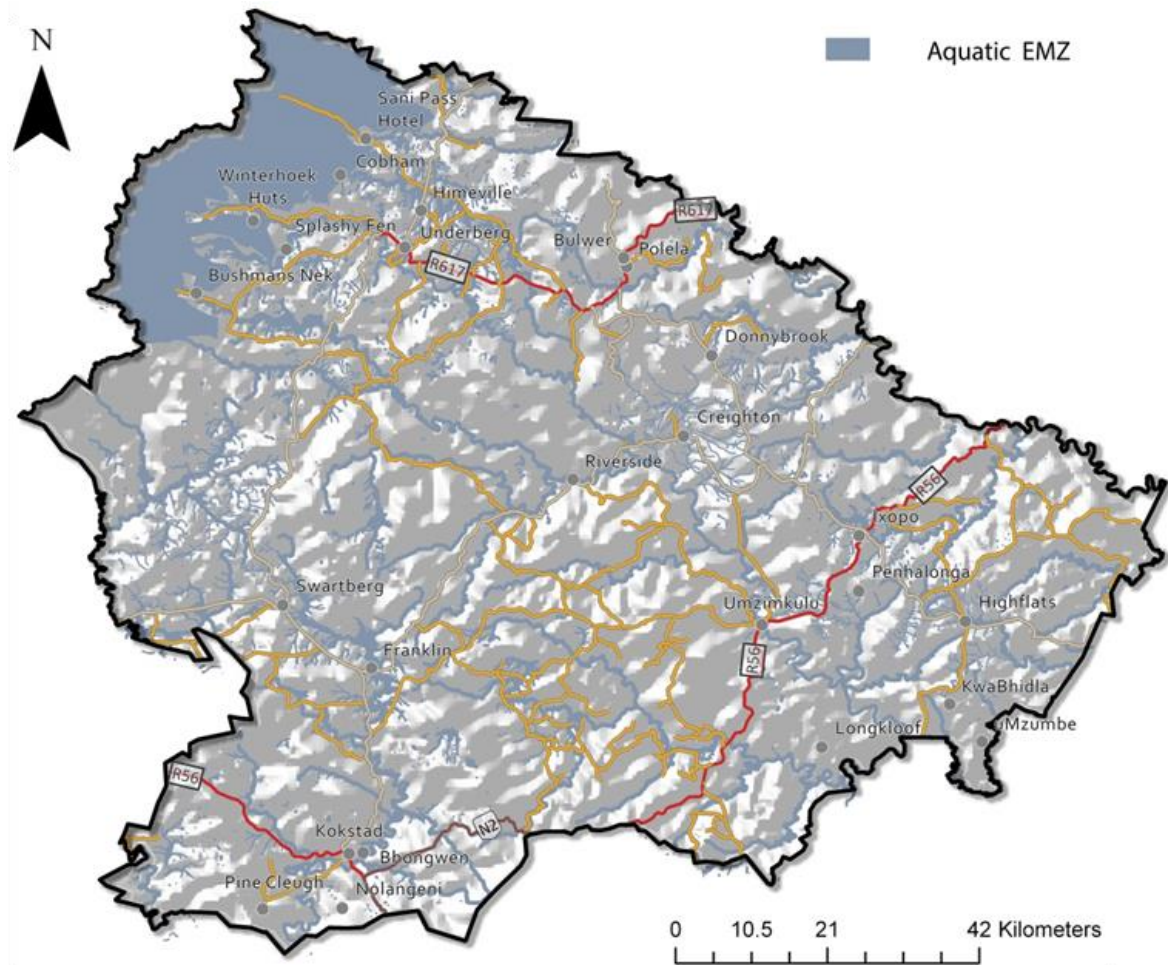 N
Aquatic EMZ
Sani Pass
Hotel
Cobham
Winterhoek
Huts
Himeville
Splashy Fen
Underberg
Bushmans Nek
R617
Bulwer
Polela
R617
Donnybrook
Creighton
Riverside
R56
Ixopo
Penhalonga
Swartberg
Umzimkulu
Highflats
Franklin
R56
KwaBhidla
Mzumbe
Longkloof
R56
Kokstad
N2
Bhongwen
Pine Cleugh
Nolangeni
0 10.5 21 42 Kilometers